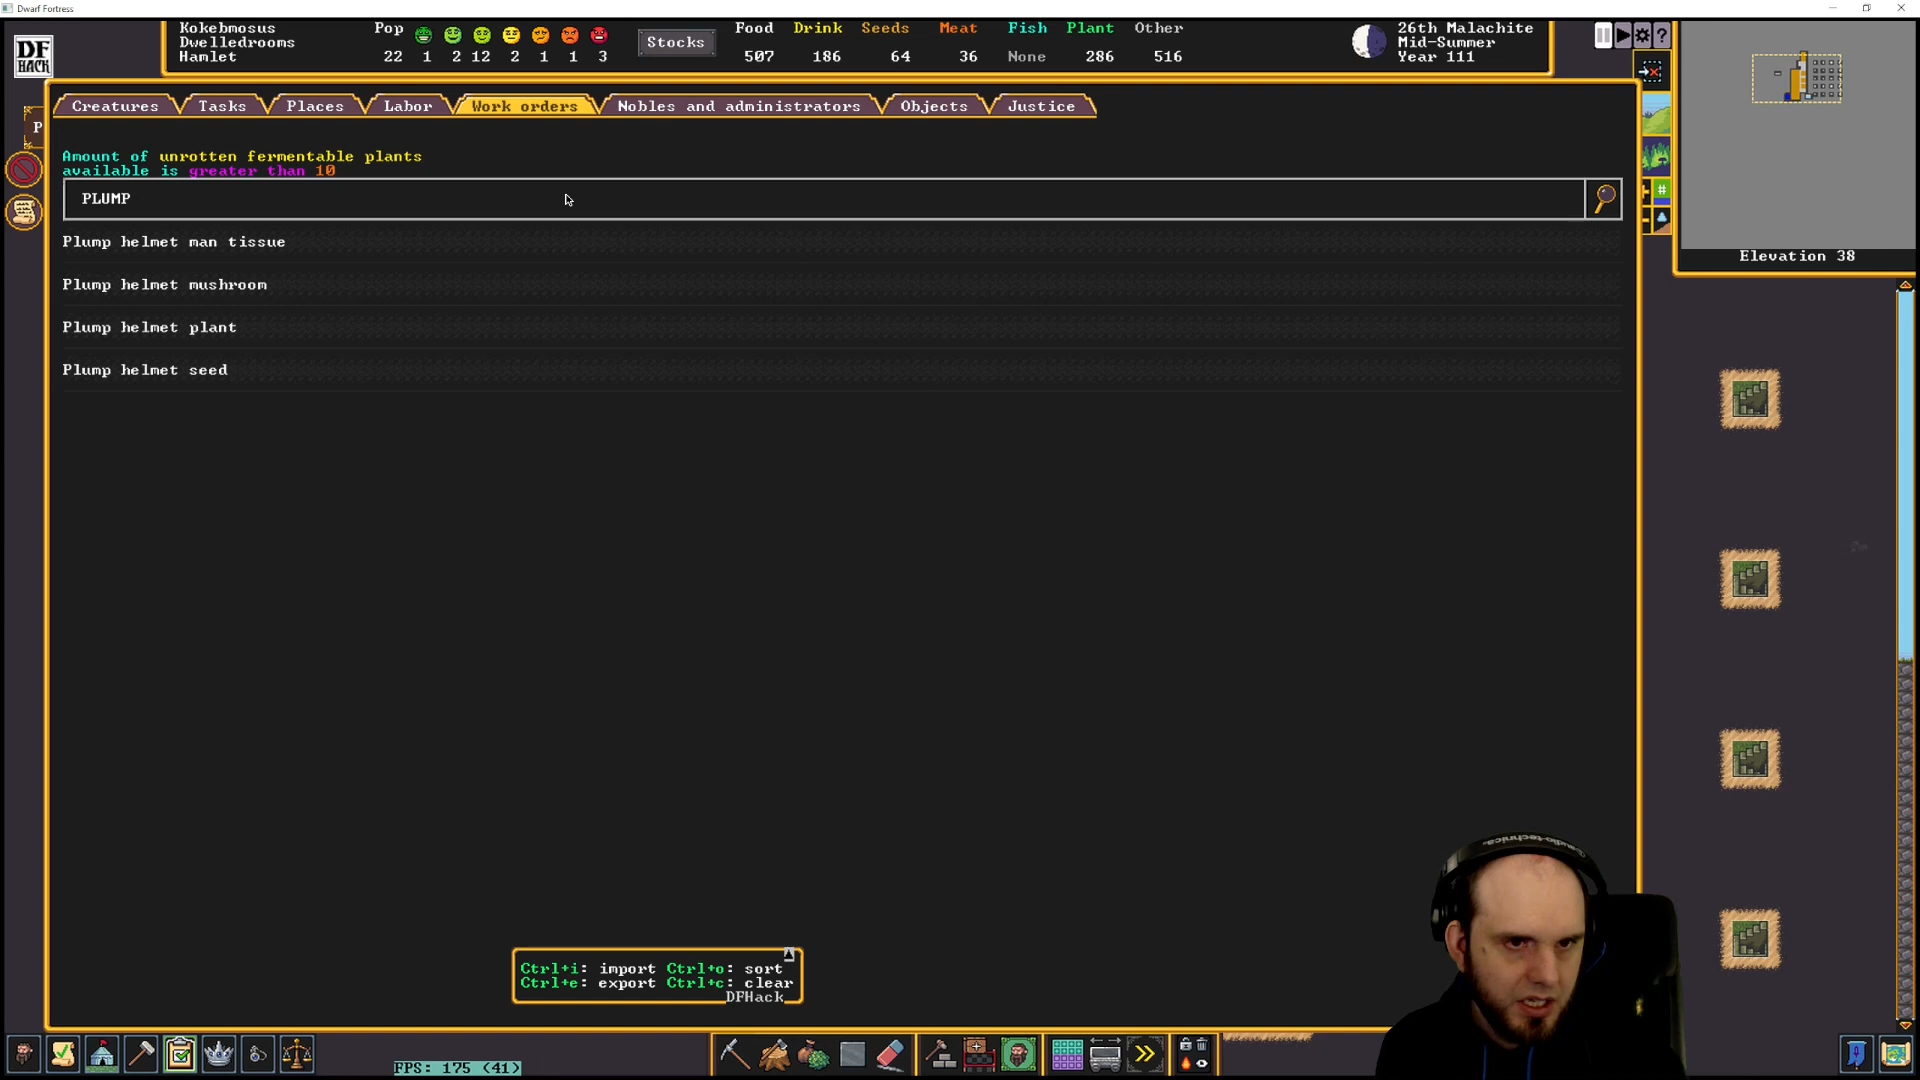 Dwarf Fortress
DF
HACK
Kokebmosus
Dwelledrooms
Hamlet
Pop
22 1 2 12 2 1 1 3
Stocks
Food Drink Seeds Meat Fish Plant Other
507 186 64 36 None 286 516
26th Malachite
Mid-Summer
Year 111
Creatures Tasks Places Labor Work orders Nobles and administrators Objects Justice
P
Amount of unrotten fermentable plants
available is greater than 10
PLUMP
Plump helmet man tissue
Plump helmet mushroom
Plump helmet plant
Plump helmet seed
Elevation 38
Ctrl+i: import Ctrl+o: sort
Ctrl+e: export Ctrl+c: clear
DFHack
audio-technica
FPS: 175 (41)